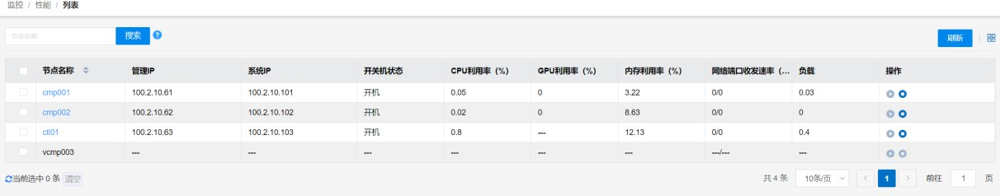 监控 / 性能 / 列表
节点名称 搜索 ? 刷新
节点名称 管理IP 系统IP 开关机状态 CPU利用率（%） GPU利用率（%） 内存利用率（%） 网络端口收发速率（... 负载 操作
cmp001 100.2.10.61 100.2.10.101 开机 0.05 0 3.22 0/0 0.03
cmp002 100.2.10.62 100.2.10.102 开机 0.02 0 8.63 0/0 0
ctl01 100.2.10.63 100.2.10.103 开机 0.8 --- 12.13 0/0 0.4
vcmp003 --- --- --- --- --- --- ---/--- ---
当前选中 0 条 清空 共 4 条 10条/页 < 1 > 前往 1 页